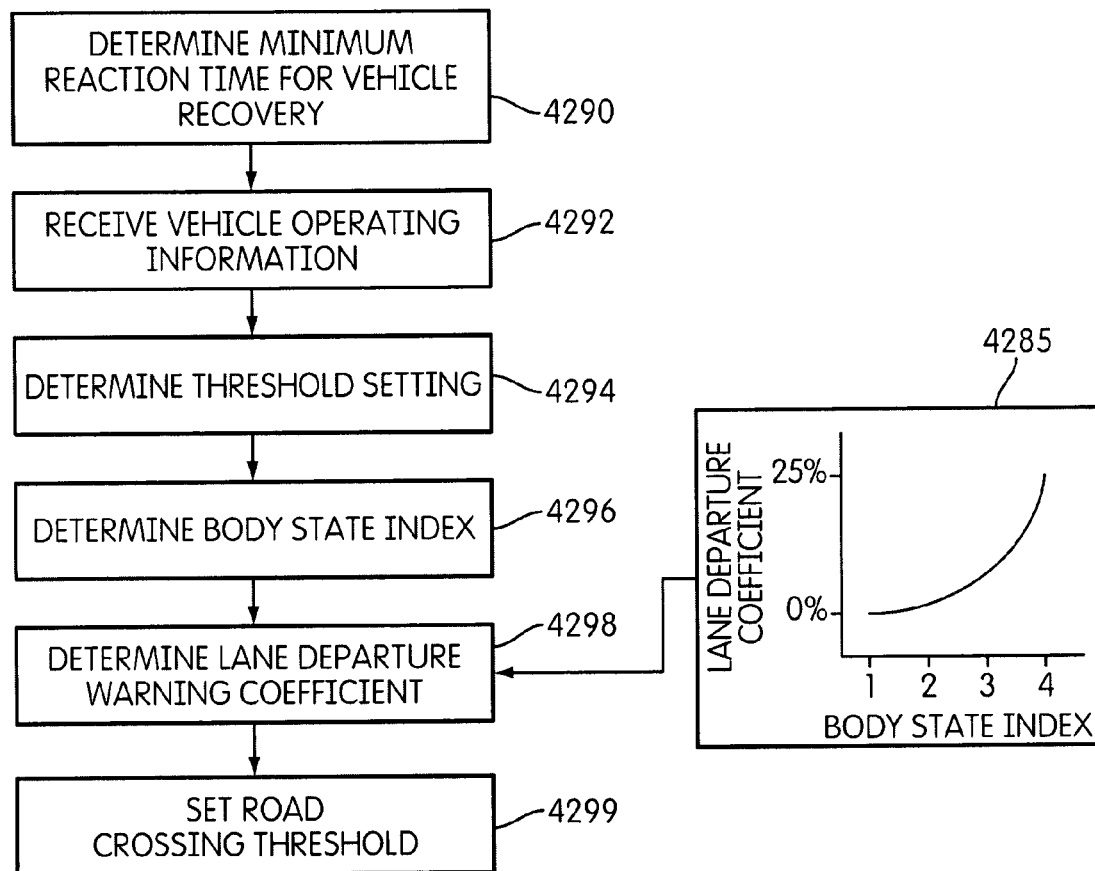 DETERMINE MINIMUM
REACTION TIME FOR VEHICLE
RECOVERY
4290
RECEIVE VEHICLE OPERATING
INFORMATION
4292
DETERMINE THRESHOLD SETTING
4294
DETERMINE BODY STATE INDEX
4296
DETERMINE LANE DEPARTURE
WARNING COEFFICIENT
4298
SET ROAD
CROSSING THRESHOLD
4299
4285
LANE DEPARTURE
COEFFICIENT
25%
0%
1 2 3 4
BODY STATE INDEX